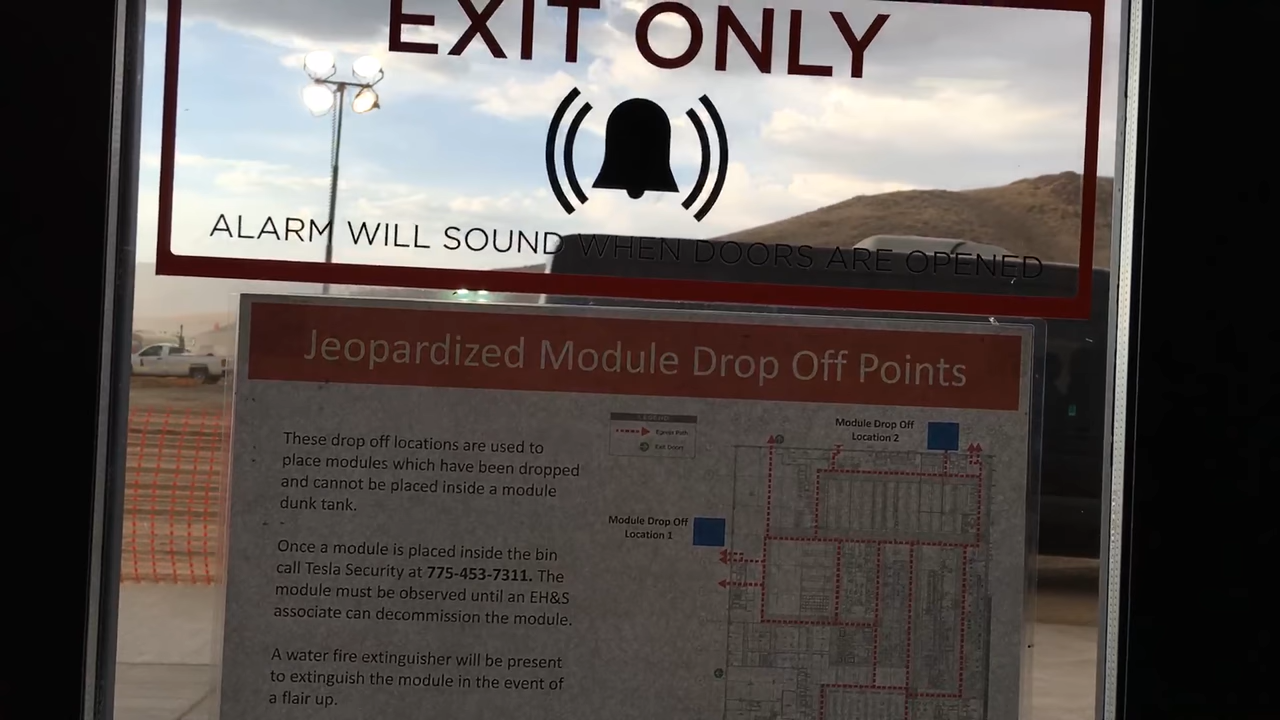 EXIT ONLY
ALARM WILL SOUND WHEN DOORS ARE OPENED
Jeopardized Module Drop Off Points
These drop off locations are used to
place modules which have been dropped
and cannot be placed inside a module
dunk tank.
Once a module is placed inside the bin
call Tesla Security at 775-453-7311. The
module must be observed until an EH&S
associate can decommission the module.
A water fire extinguisher will be present
to extinguish the module in the event of
a flair up.
Egress Path
Exit Doors
Module Drop Off
Location 2
Module Drop Off
Location 1